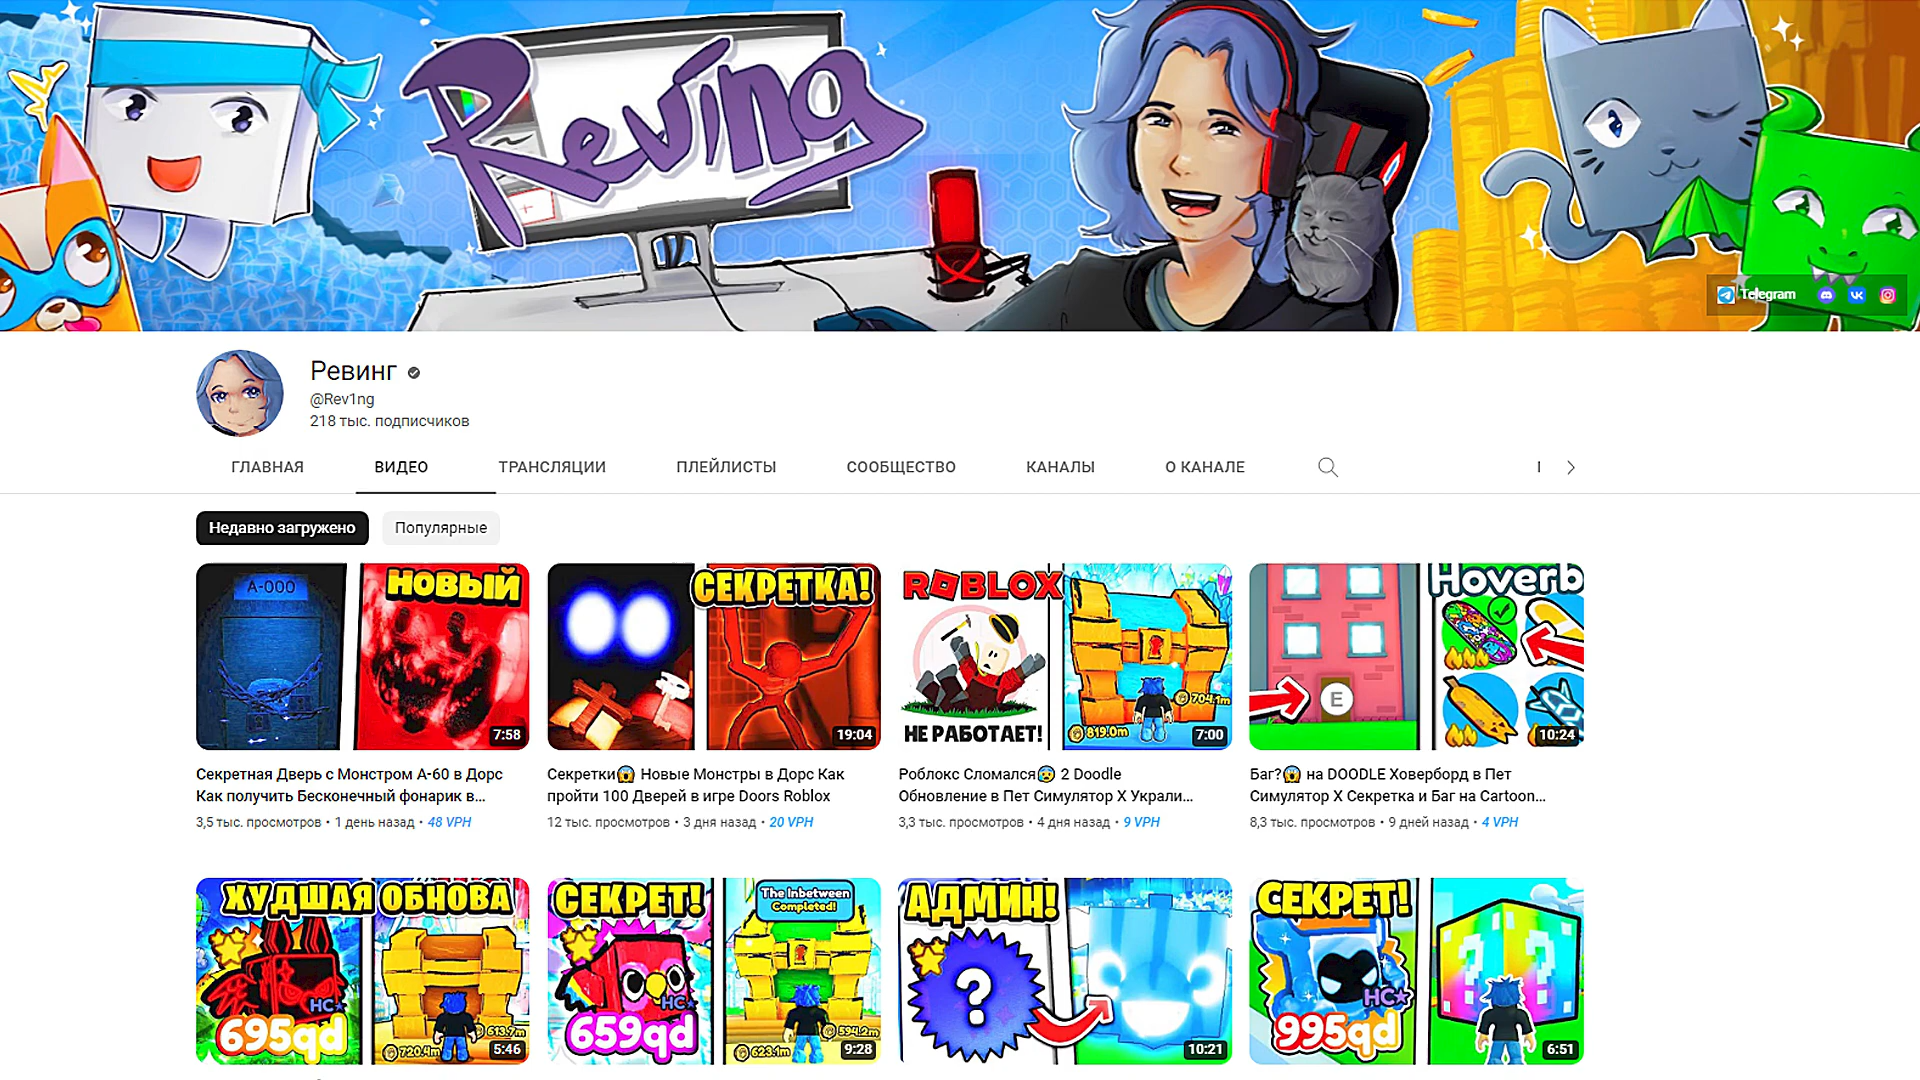 Reving
Telegram
Ревинг
@Rev1ng
218 тыс. подписчиков
ГЛАВНАЯ
ВИДЕО
ТРАНСЛЯЦИИ
ПЛЕЙЛИСТЫ
СООБЩЕСТВО
КАНАЛЫ
О КАНАЛЕ
Недавно загружено
Популярные
A-000
НОВЫЙ
7:58
СЕКРЕТКА!
19:04
ROBLOX
НЕ РАБОТАЕТ!
704.1m
819.0m
7:00
Hoverb
E
10:24
Секретная Дверь с Монстром А-60 в Дорс
Как получить Бесконечный фонарик в...
3,5 тыс. просмотров • 1 день назад • 48 VPH
Секретки😱 Новые Монстры в Дорс Как
пройти 100 Дверей в игре Doors Roblox
12 тыс. просмотров • 3 дня назад • 20 VPH
Роблокс Сломался😰 2 Doodle
Обновление в Пет Симулятор Х Украли...
3,3 тыс. просмотров • 4 дня назад • 9 VPH
Баг?😱 на DOODLE Ховерборд в Пет
Симулятор Х Секретка и Баг на Cartoon...
8,3 тыс. просмотров • 9 дней назад • 4 VPH
ХУДШАЯ ОБНОВА
HC
695qd
613.7m
720.4m
5:46
СЕКРЕТ!
HC
659qd
The Inbetween
Completed!
594.2m
623.1m
9:28
АДМИН!
?
10:21
СЕКРЕТ!
HC
995qd
? ?
6:51